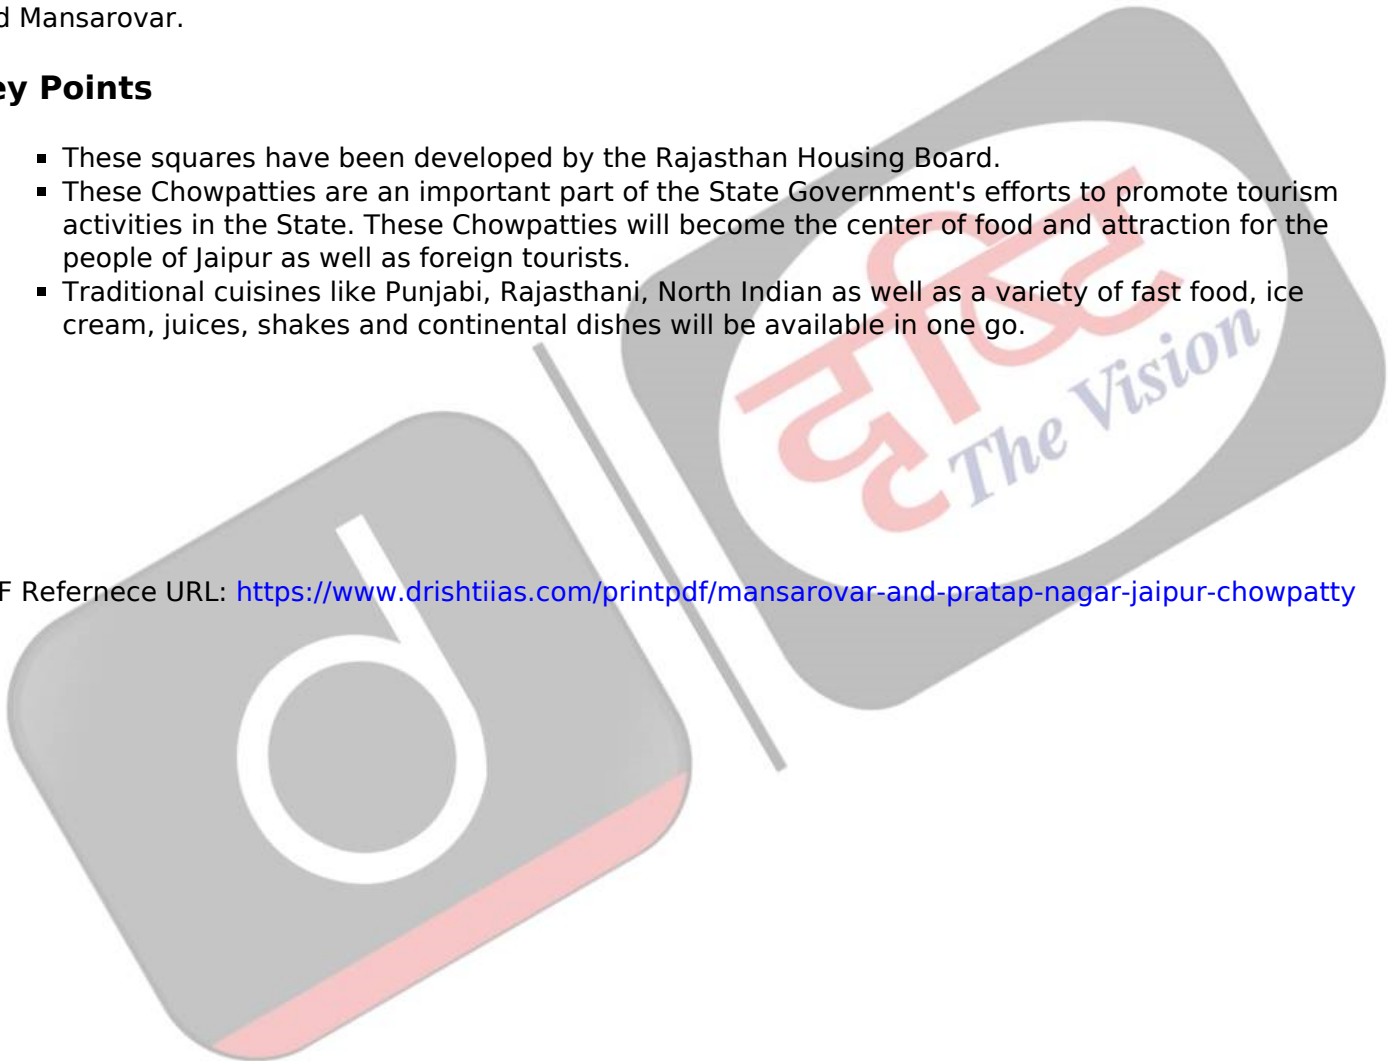 d Mansarovar.
ey Points
▪ These squares have been developed by the Rajasthan Housing Board.
▪ These Chowpatties are an important part of the State Government's efforts to promote tourism
activities in the State. These Chowpatties will become the center of food and attraction for the
people of Jaipur as well as foreign tourists.
▪ Traditional cuisines like Punjabi, Rajasthani, North Indian as well as a variety of fast food, ice
cream, juices, shakes and continental dishes will be available in one go.
दृष्टि
The Vision
F Refernece URL: https://www.drishtiias.com/printpdf/mansarovar-and-pratap-nagar-jaipur-chowpatty
d